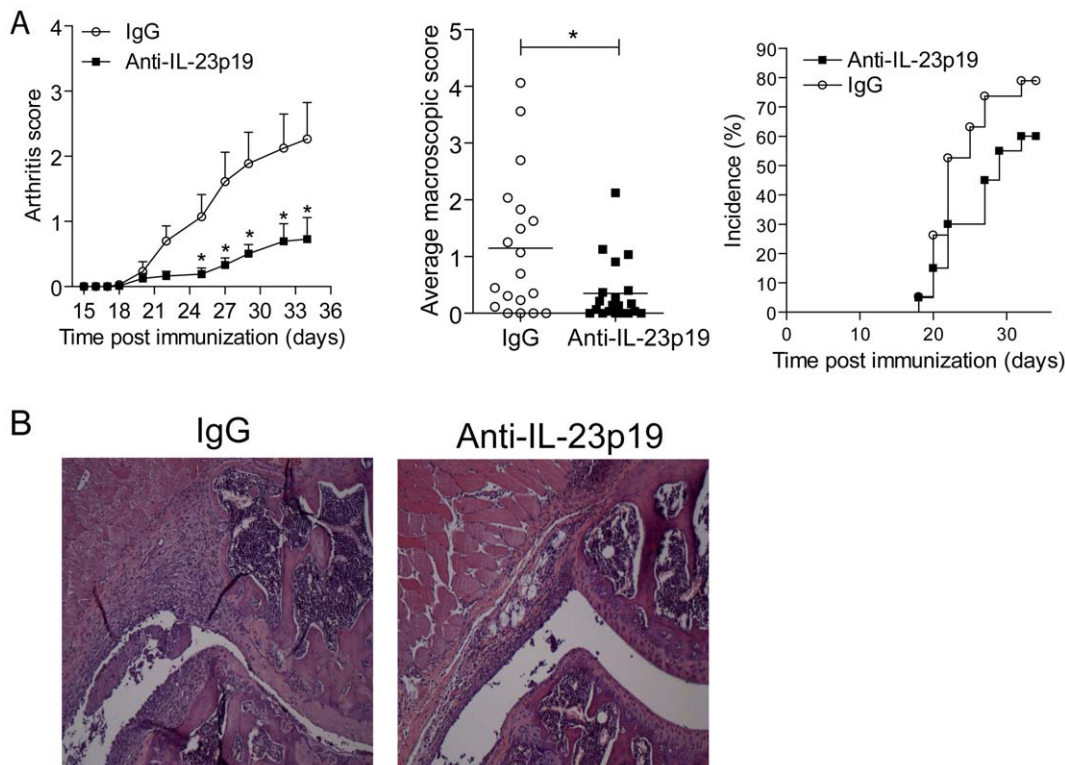 A
IgG
Anti-IL-23p19
Arthritis score
4
3
2
1
0
* * * * *
15 18 21 24 27 30 33 36
Time post immunization (days)
*
Average macroscopic score
5
4
3
2
1
0
IgG Anti-IL-23p19
Anti-IL-23p19
IgG
Incidence (%)
90
80
70
60
50
40
30
20
10
0
0 10 20 30
Time post immunization (days)
B
IgG Anti-IL-23p19